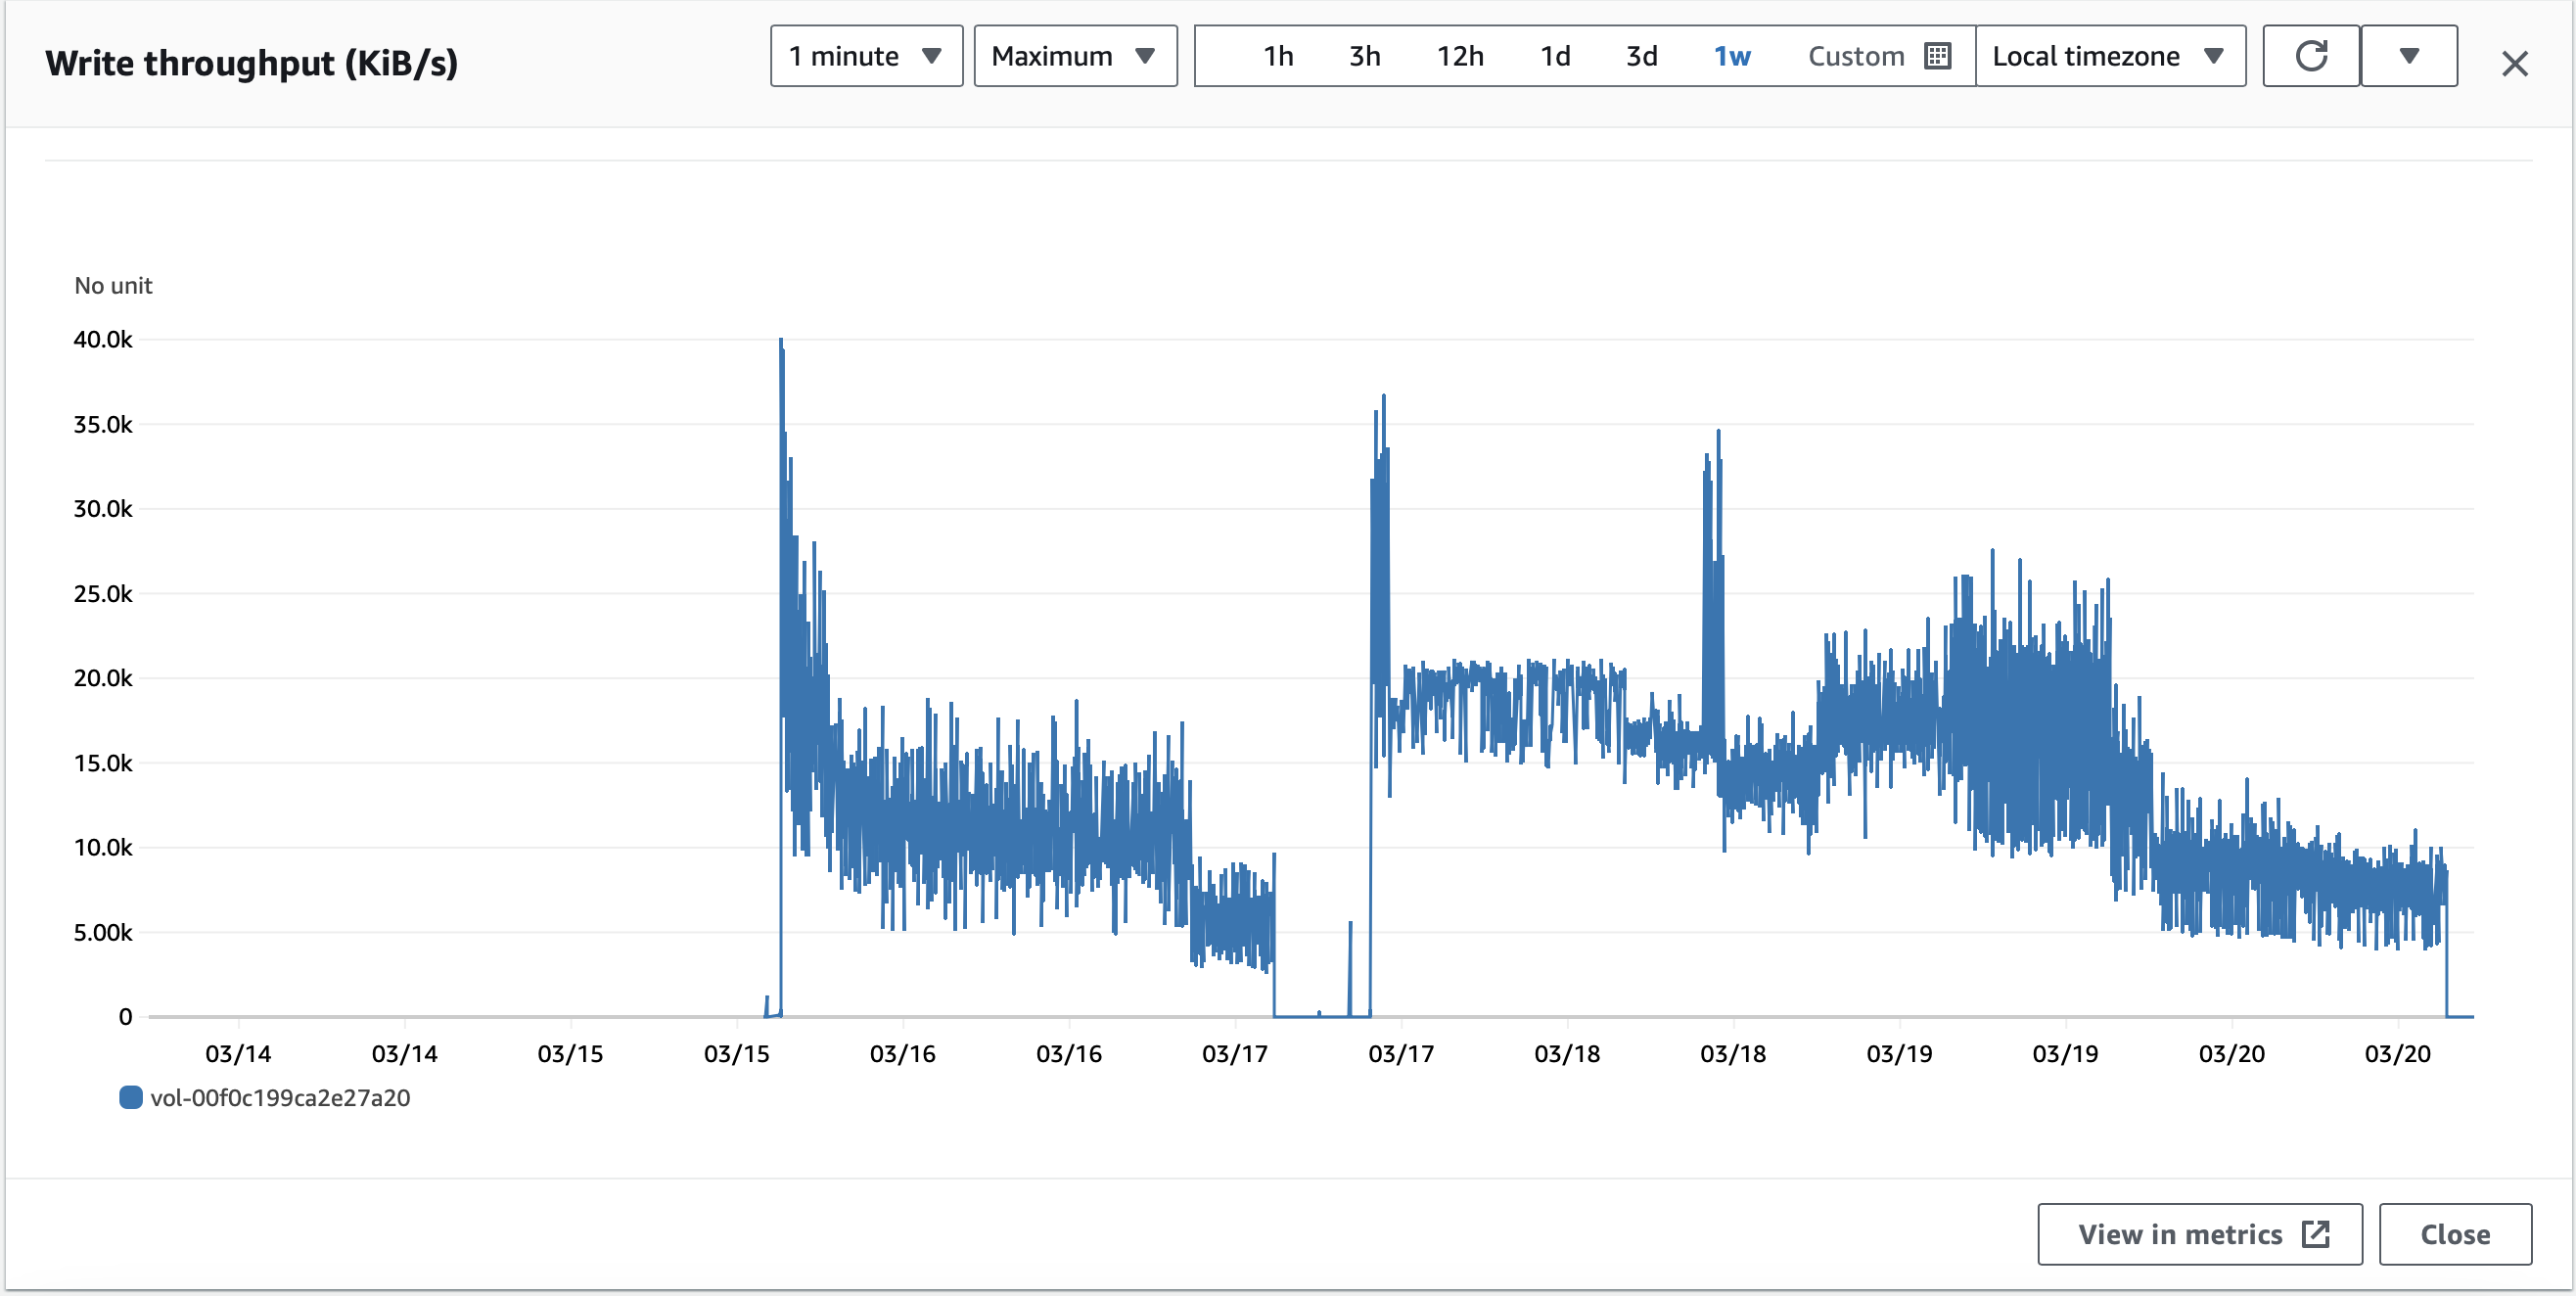 Write throughput (KiB/s)
1 minute
Maximum
1h 3h 12h 1d 3d 1w Custom
Local timezone
No unit
40.0k
35.0k
30.0k
25.0k
20.0k
15.0k
10.0k
5.00k
0
03/14 03/14 03/15 03/15 03/16 03/16 03/17 03/17 03/18 03/18 03/19 03/19 03/20 03/20
vol-00f0c199ca2e27a20
View in metrics
Close